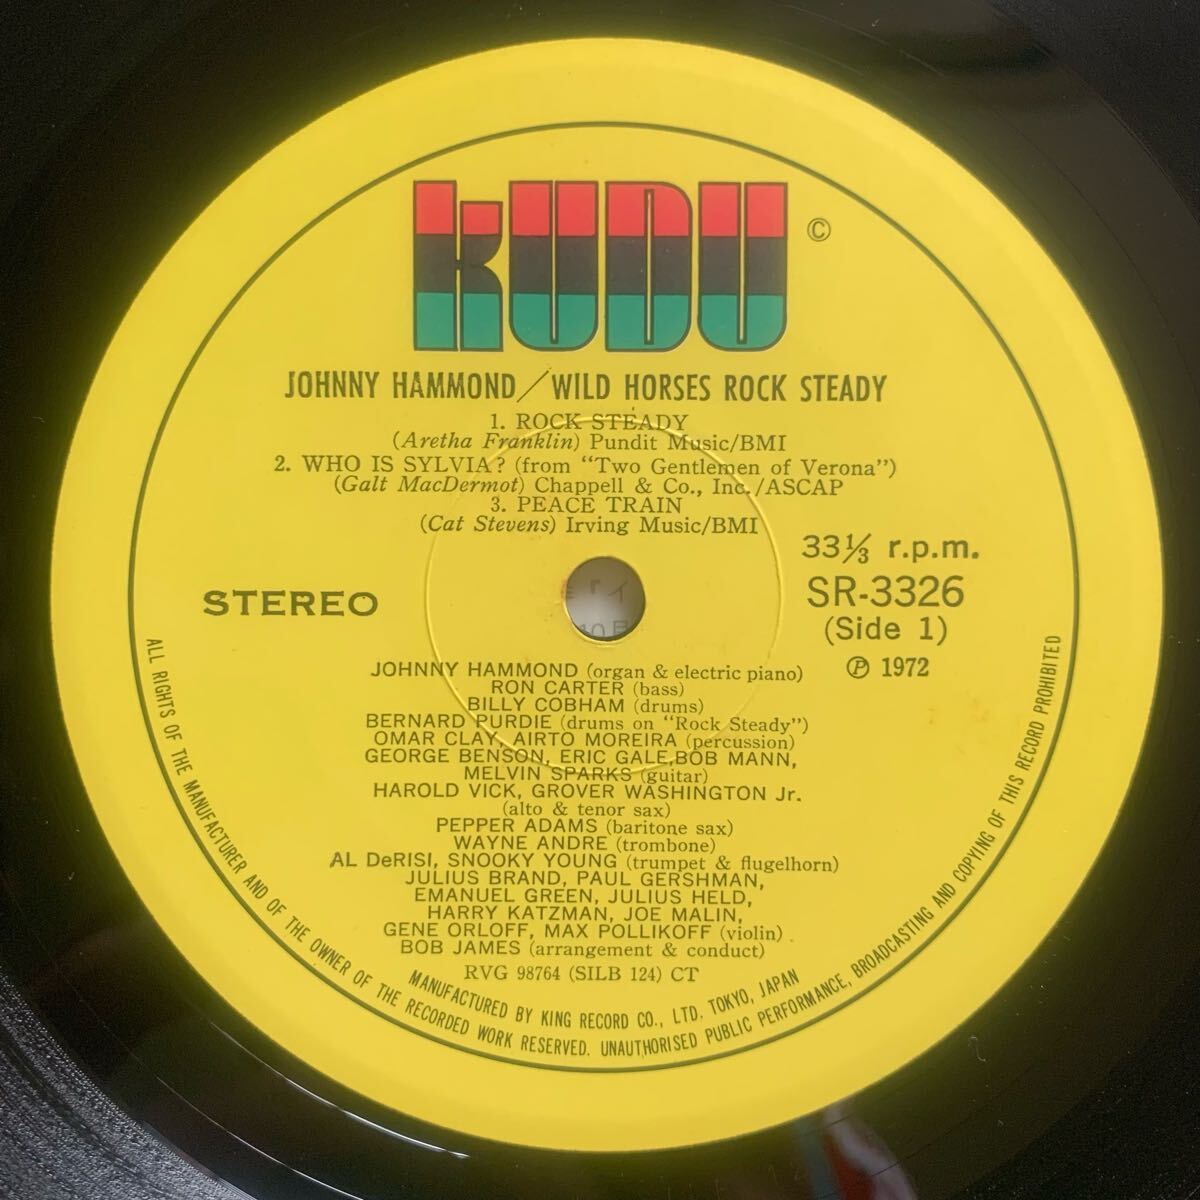 KUDU ©
JOHNNY HAMMOND/WILD HORSES ROCK STEADY
1. ROCK STEADY
(Aretha Franklin) Pundit Music/BMI
2. WHO IS SYLVIA? (from "Two Gentlemen of Verona")
(Galt MacDermot) Chappell & Co., Inc./ASCAP
3. PEACE TRAIN
(Cat Stevens) Irving Music/BMI
33⅓ r.p.m.
STEREO
SR-3326
(Side 1)
Ⓟ 1972
JOHNNY HAMMOND (organ & electric piano)
RON CARTER (bass)
BILLY COBHAM (drums)
BERNARD PURDIE (drums on "Rock Steady")
OMAR CLAY, AIRTO MOREIRA (percussion)
GEORGE BENSON, ERIC GALE,BOB MANN,
MELVIN SPARKS (guitar)
HAROLD VICK, GROVER WASHINGTON Jr.
(alto & tenor sax)
PEPPER ADAMS (baritone sax)
WAYNE ANDRE (trombone)
AL DeRISI, SNOOKY YOUNG (trumpet & flugelhorn)
JULIUS BRAND, PAUL GERSHMAN,
EMANUEL GREEN, JULIUS HELD,
HARRY KATZMAN, JOE MALIN,
GENE ORLOFF, MAX POLLIKOFF (violin)
BOB JAMES (arrangement & conduct)
RVG 98764 (SILB 124) CT
MANUFACTURED BY KING RECORD CO., LTD. TOKYO, JAPAN
ALL RIGHTS OF THE MANUFACTURER AND OF THE OWNER OF THE RECORDED WORK RESERVED. UNAUTHORISED PUBLIC PERFORMANCE, BROADCASTING AND COPYING OF THIS RECORD PROHIBITED